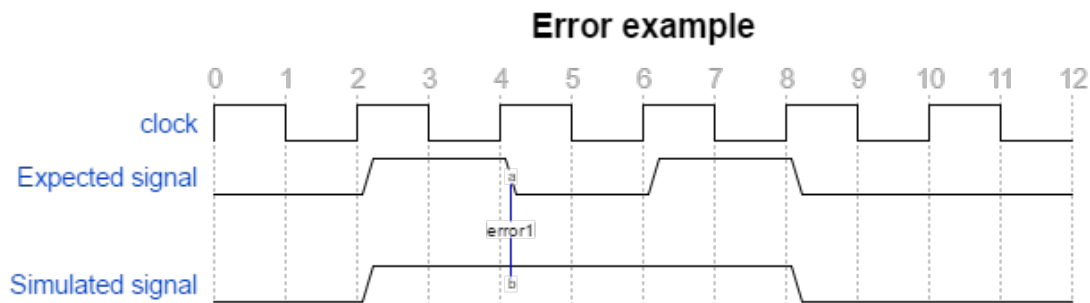 Error example
0 1 2 3 4 5 6 7 8 9 10 11 12
clock
Expected signal
a
error1
Simulated signal
b